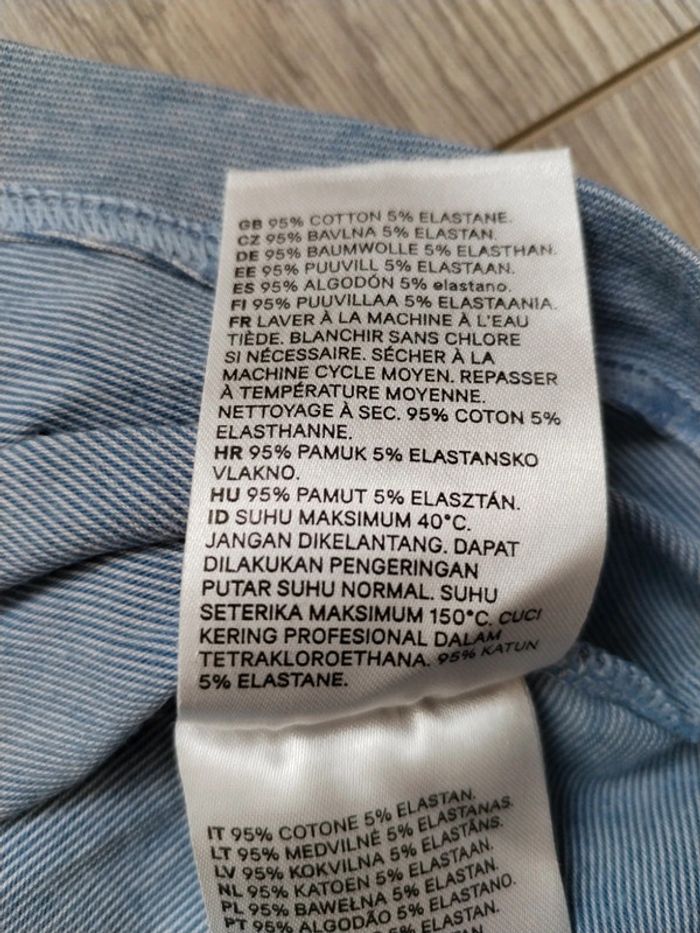 GB 95% COTTON 5% ELASTANE.
CZ 95% BAVLNA 5% ELASTAN.
DE 95% BAUMWOLLE 5% ELASTHAN.
EE 95% PUUVILL 5% ELASTAAN.
ES 95% ALGODÓN 5% elastano.
FI 95% PUUVILLAA 5% ELASTAANIA.
FR LAVER À LA MACHINE À L'EAU
TIÈDE. BLANCHIR SANS CHLORE
SI NÉCESSAIRE. SÉCHER À LA
MACHINE CYCLE MOYEN. REPASSER
À TEMPÉRATURE MOYENNE.
NETTOYAGE À SEC. 95% COTON 5%
ELASTHANNE.
HR 95% PAMUK 5% ELASTANSKO
VLAKNO.
HU 95% PAMUT 5% ELASZTÁN.
ID SUHU MAKSIMUM 40°C.
JANGAN DIKELANTANG. DAPAT
DILAKUKAN PENGERINGAN
PUTAR SUHU NORMAL. SUHU
SETERIKA MAKSIMUM 150°C. CUCI
KERING PROFESIONAL DALAM
TETRAKLOROETHANA. 95% KATUN
5% ELASTANE.
IT 95% COTONE 5% ELASTAN.
LT 95% MEDVILNĖ 5% ELASTANAS.
LV 95% KOKVILNA 5% ELASTĀNS.
NL 95% KATOEN 5% ELASTAAN.
PL 95% BAWEŁNA 5% ELASTAN.
PT 95% ALGODÃO 5% ELASTANO.
5% ELASTAN.